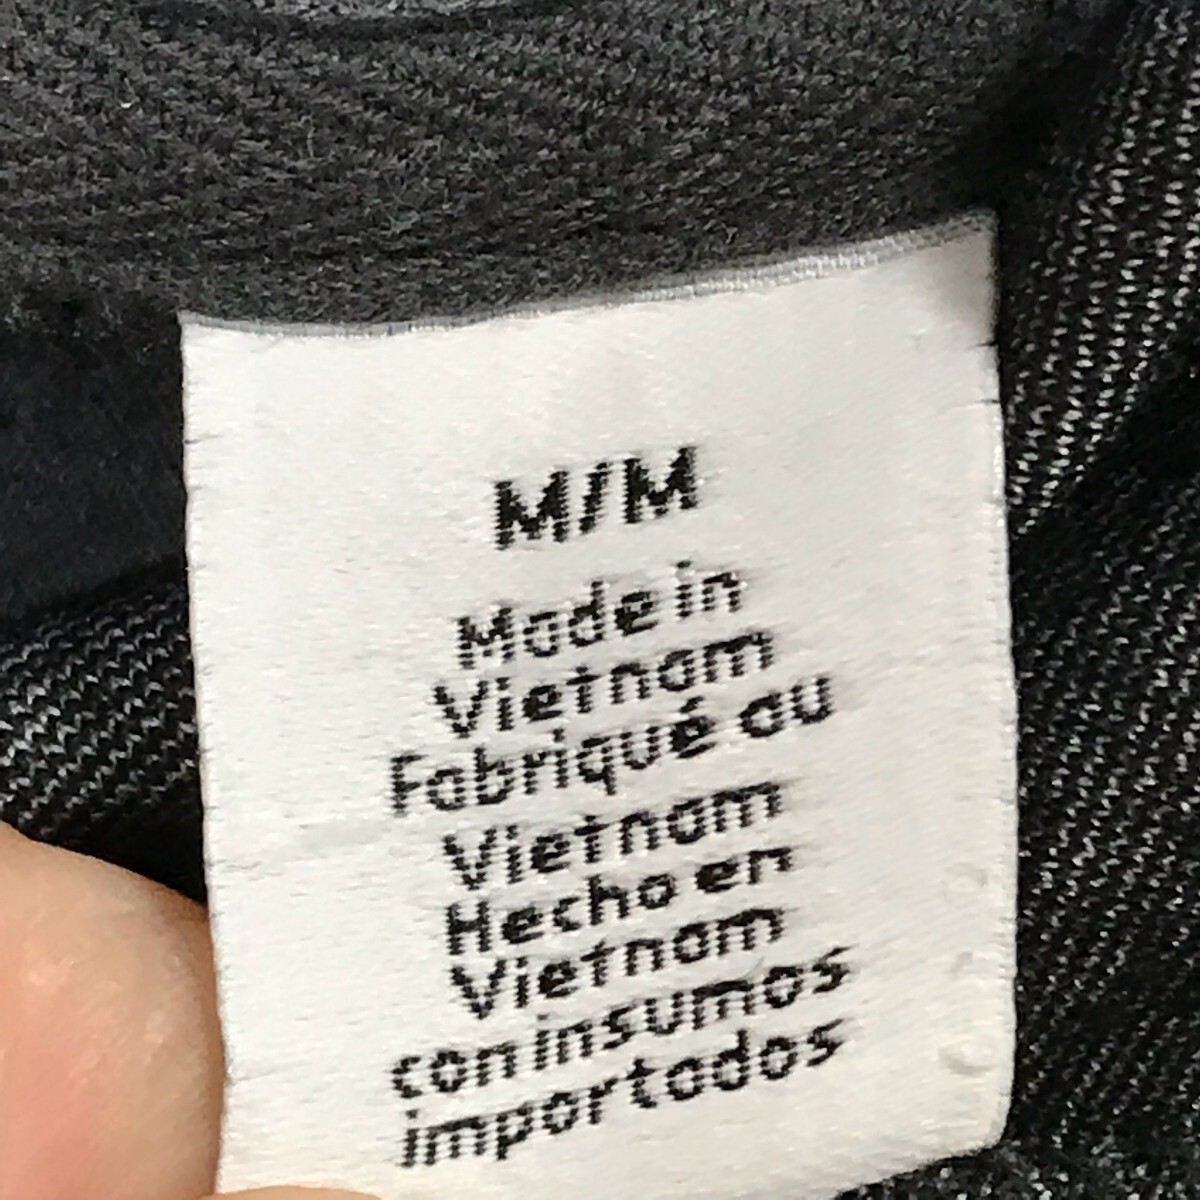 M/M
Made in
Vietnam
Fabriqué au
Vietnam
Hecho en
Vietnam
con insumos
importados